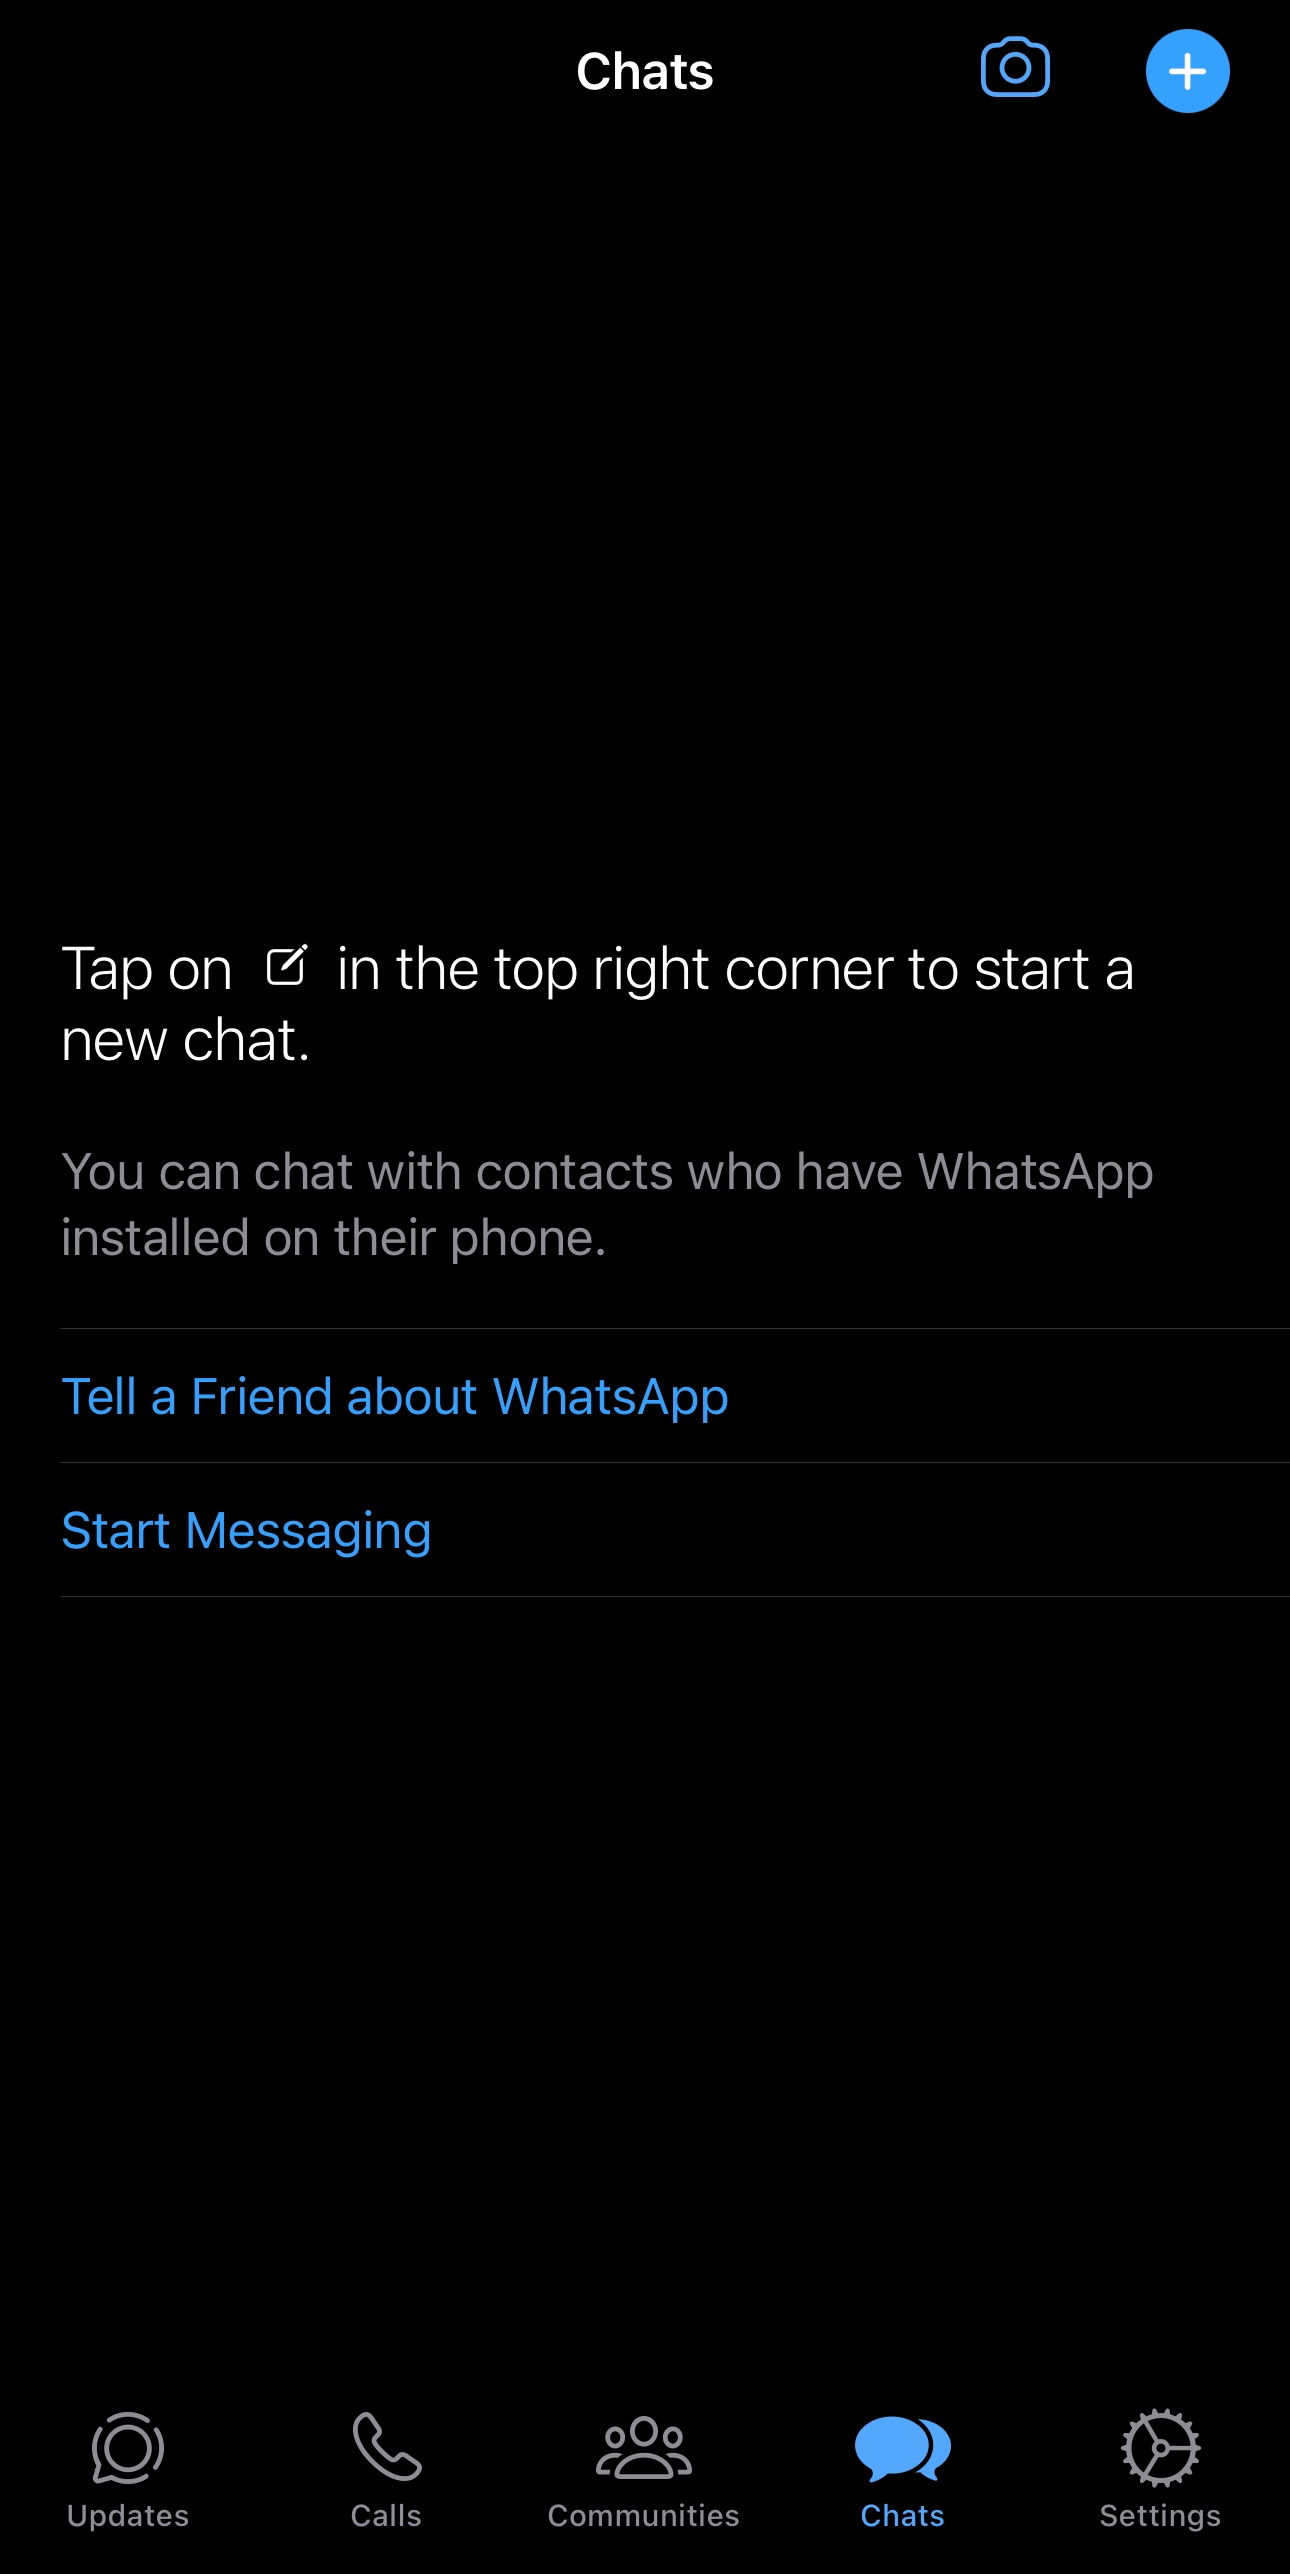 Chats
Tap on in the top right corner to start a
new chat.
You can chat with contacts who have WhatsApp
installed on their phone.
Tell a Friend about WhatsApp
Start Messaging
Updates
Calls
Communities
Chats
Settings